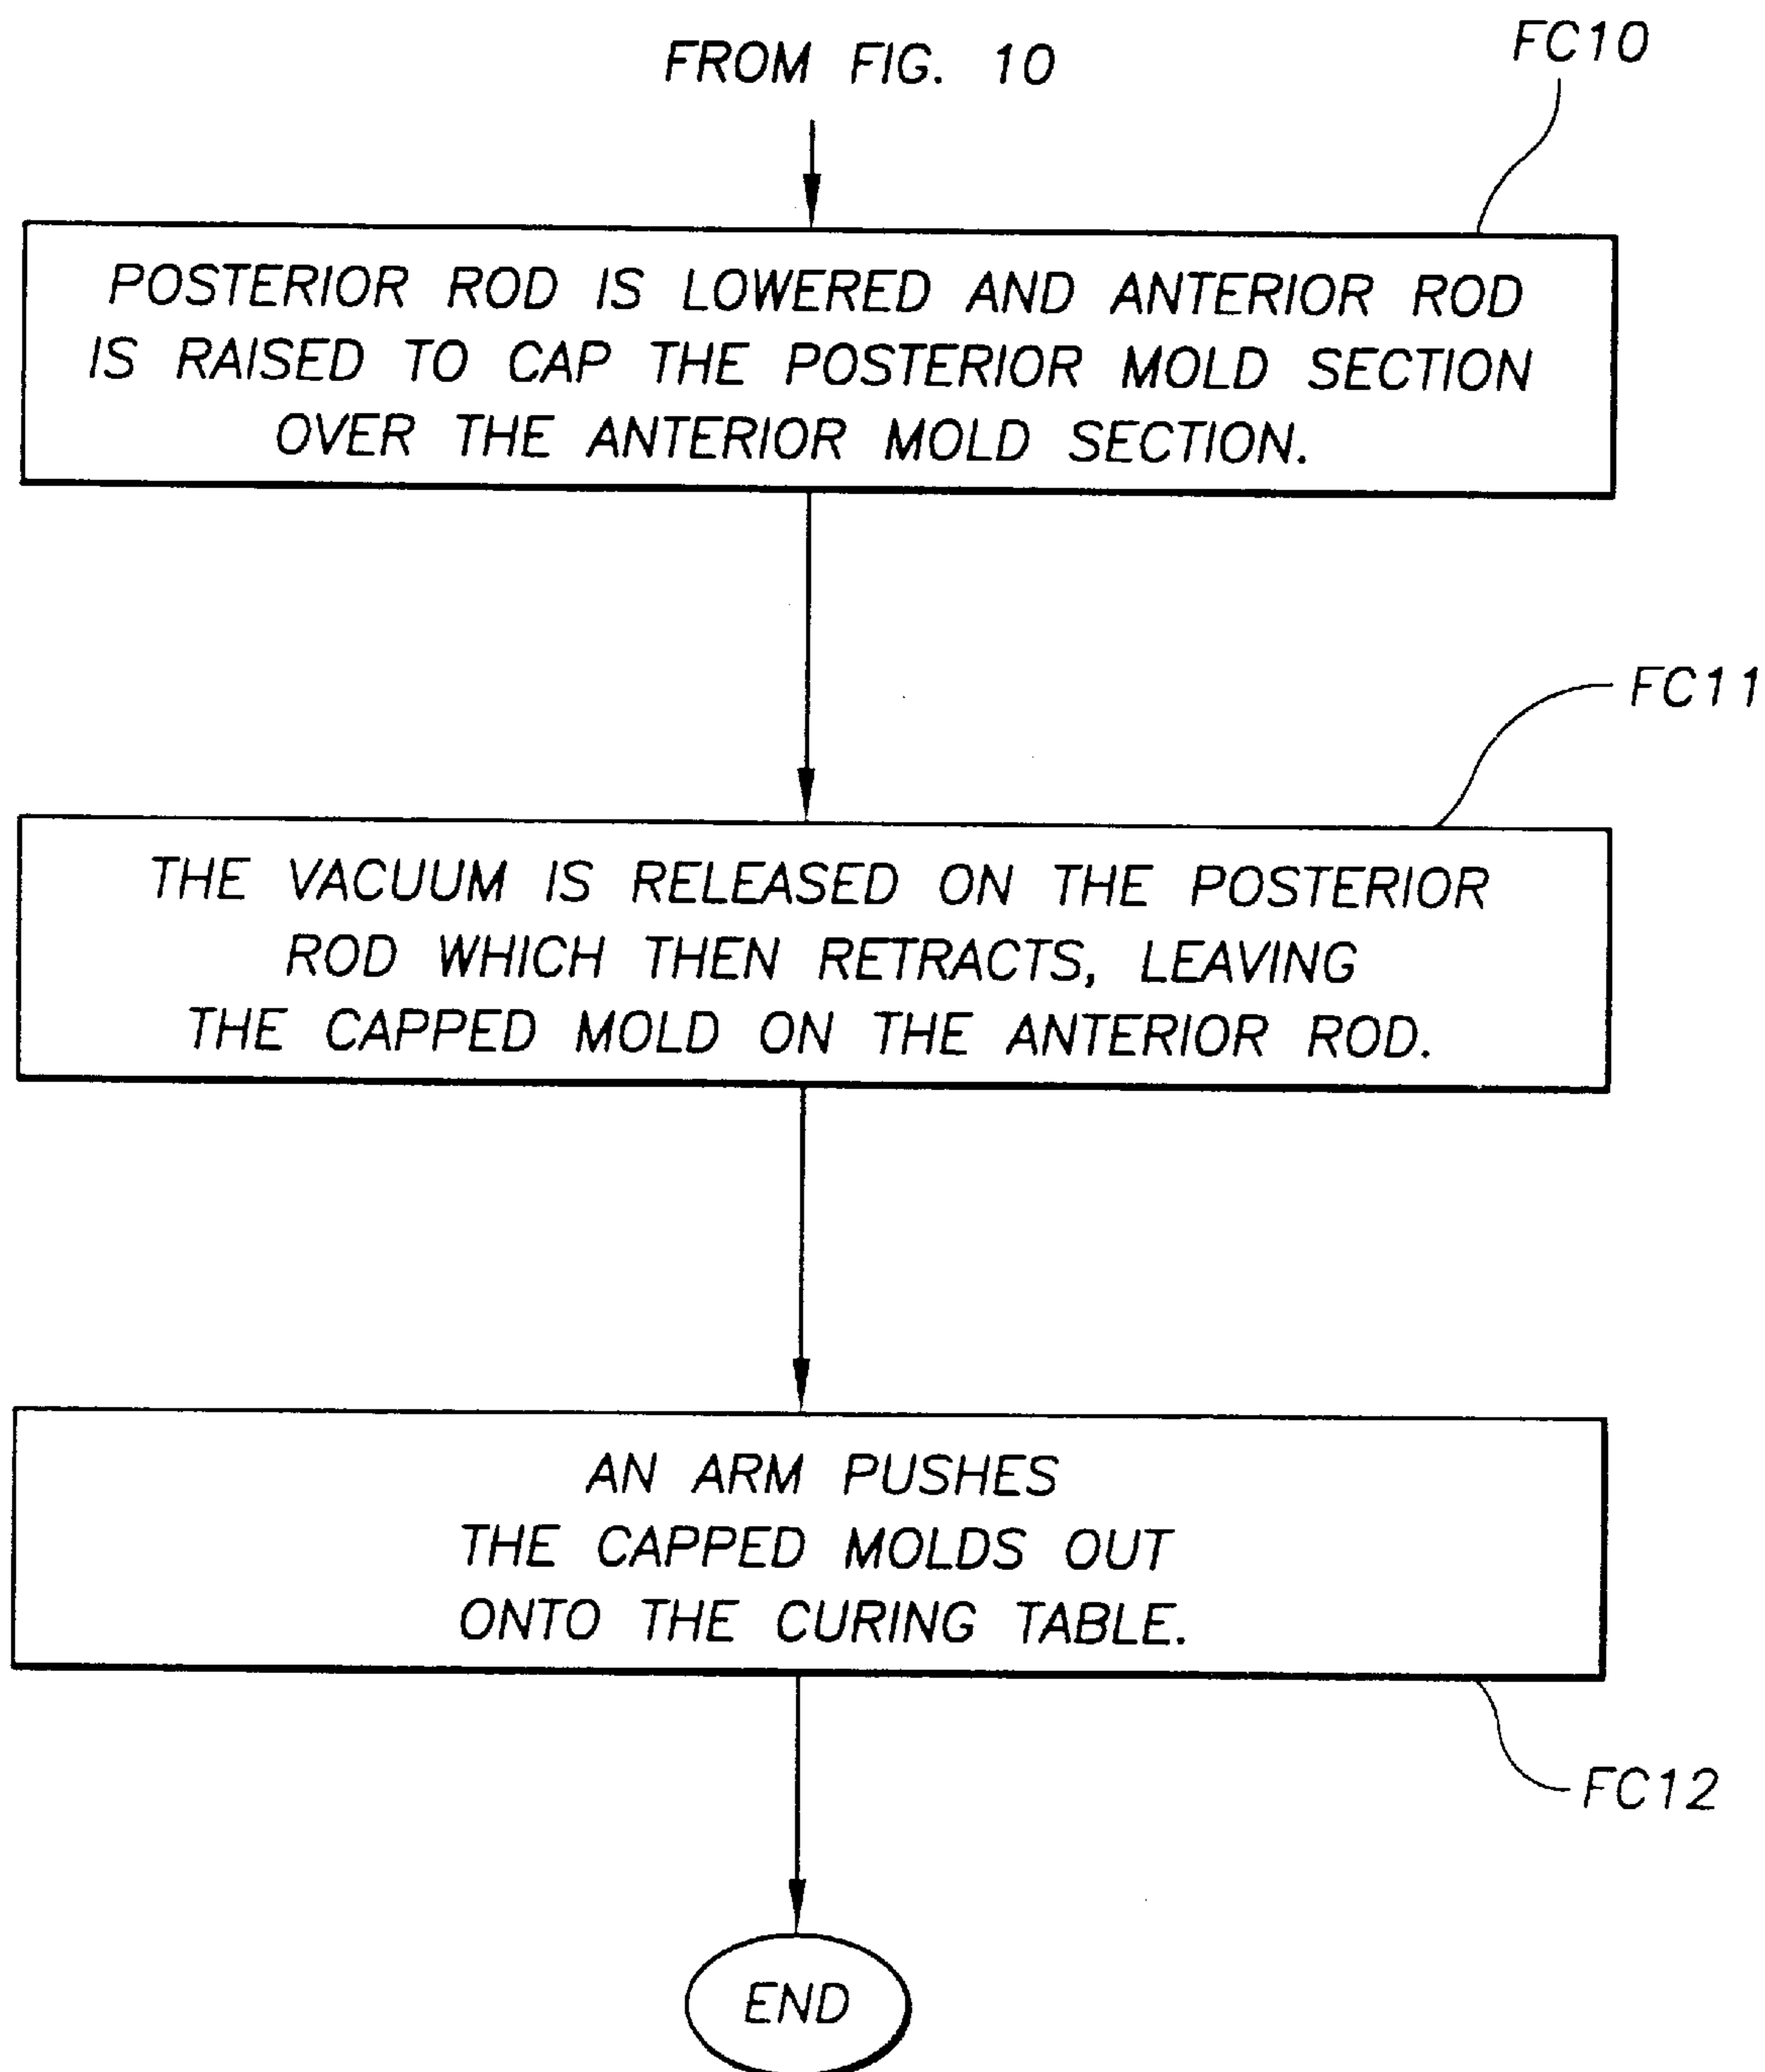 FROM FIG. 10
FC10
POSTERIOR ROD IS LOWERED AND ANTERIOR ROD
IS RAISED TO CAP THE POSTERIOR MOLD SECTION
OVER THE ANTERIOR MOLD SECTION.
FC11
THE VACUUM IS RELEASED ON THE POSTERIOR
ROD WHICH THEN RETRACTS, LEAVING
THE CAPPED MOLD ON THE ANTERIOR ROD.
AN ARM PUSHES
THE CAPPED MOLDS OUT
ONTO THE CURING TABLE.
FC12
END